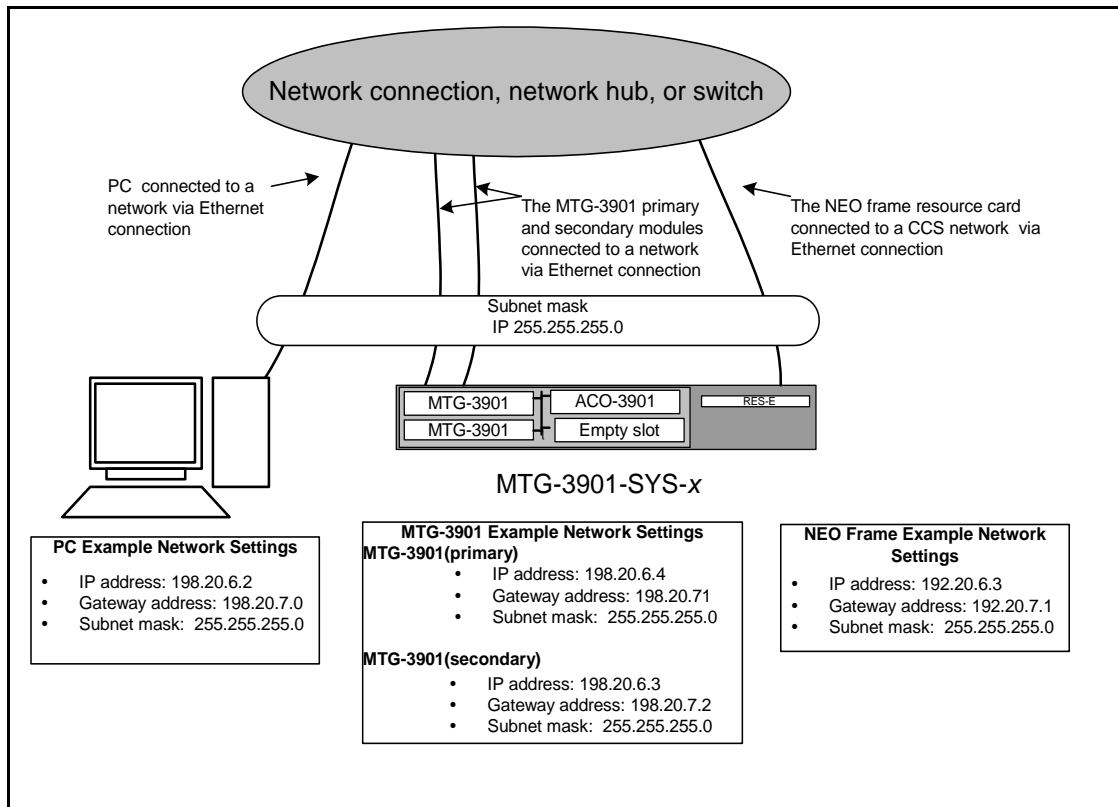 Network connection, network hub, or switch
PC connected to a
network via Ethernet
connection
The MTG-3901 primary
and secondary modules
connected to a network
via Ethernet connection
The NEO frame resource card
connected to a CCS network via
Ethernet connection
Subnet mask
IP 255.255.255.0
MTG-3901
ACO-3901
RES-E
MTG-3901
Empty slot
MTG-3901-SYS-x
PC Example Network Settings
• IP address: 198.20.6.2
• Gateway address: 198.20.7.0
• Subnet mask: 255.255.255.0
MTG-3901 Example Network Settings
MTG-3901(primary)
• IP address: 198.20.6.4
• Gateway address: 198.20.71
• Subnet mask: 255.255.255.0
MTG-3901(secondary)
• IP address: 198.20.6.3
• Gateway address: 198.20.7.2
• Subnet mask: 255.255.255.0
NEO Frame Example Network
Settings
• IP address: 192.20.6.3
• Gateway address: 192.20.7.1
• Subnet mask: 255.255.255.0